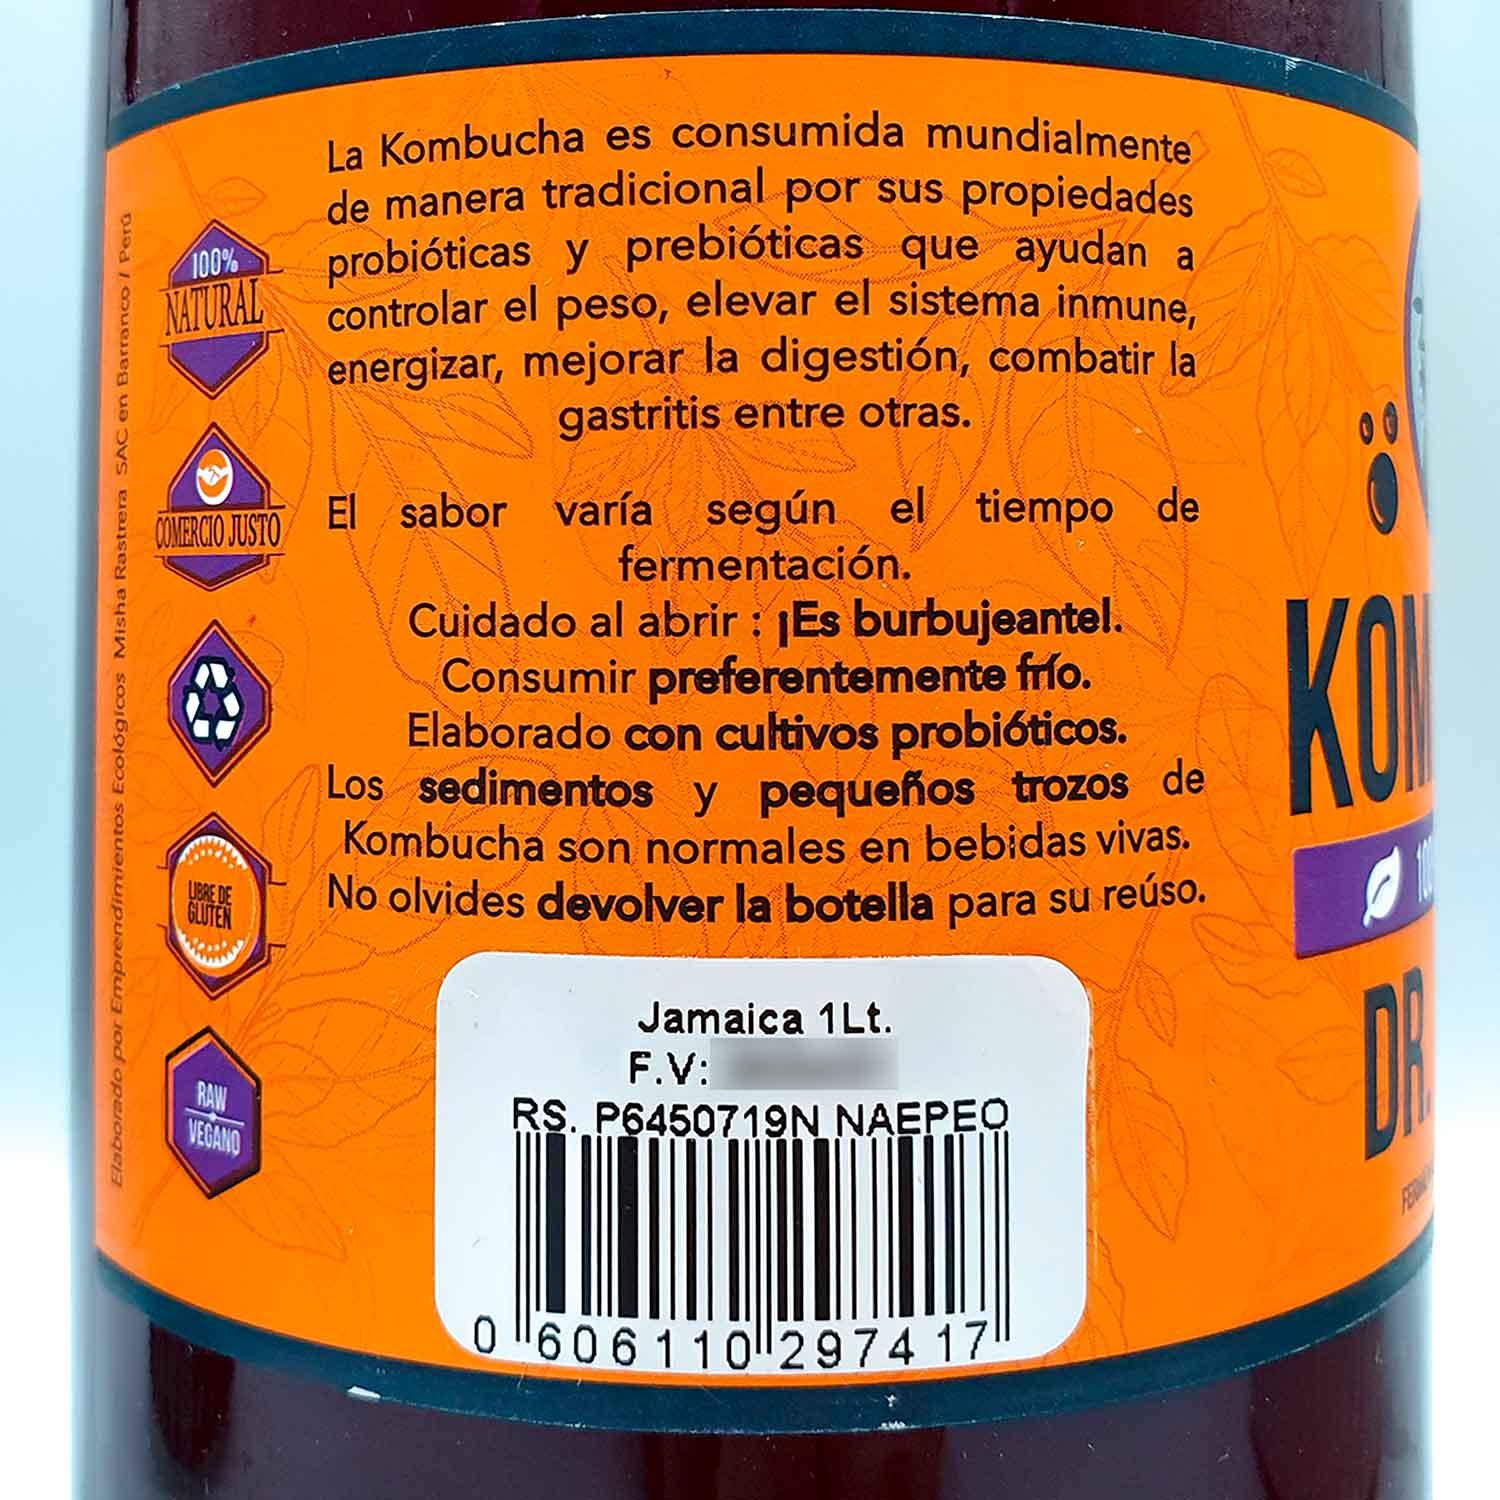 La Kombucha es consumida mundialmente
de manera tradicional por sus propiedades
probióticas y prebióticas que ayudan a
controlar el peso, elevar el sistema inmune,
energizar, mejorar la digestión, combatir la
gastritis entre otras.
El sabor varía según el tiempo de
fermentación.
Cuidado al abrir : ¡Es burbujeante!.
Consumir preferentemente frío.
Elaborado con cultivos probióticos.
Los sedimentos y pequeños trozos de
Kombucha son normales en bebidas vivas.
No olvides devolver la botella para su reúso.
Jamaica 1Lt.
F.V:
RS. P6450719N NAEPEO
0 606110 297417
100%
NATURAL
COMERCIO JUSTO
LIBRE DE
GLUTEN
RAW
VEGANO
Elaborado por Emprendimientos Ecológicos Misha Rastrera SAC en Barranco / Perú
KÖM
DR.